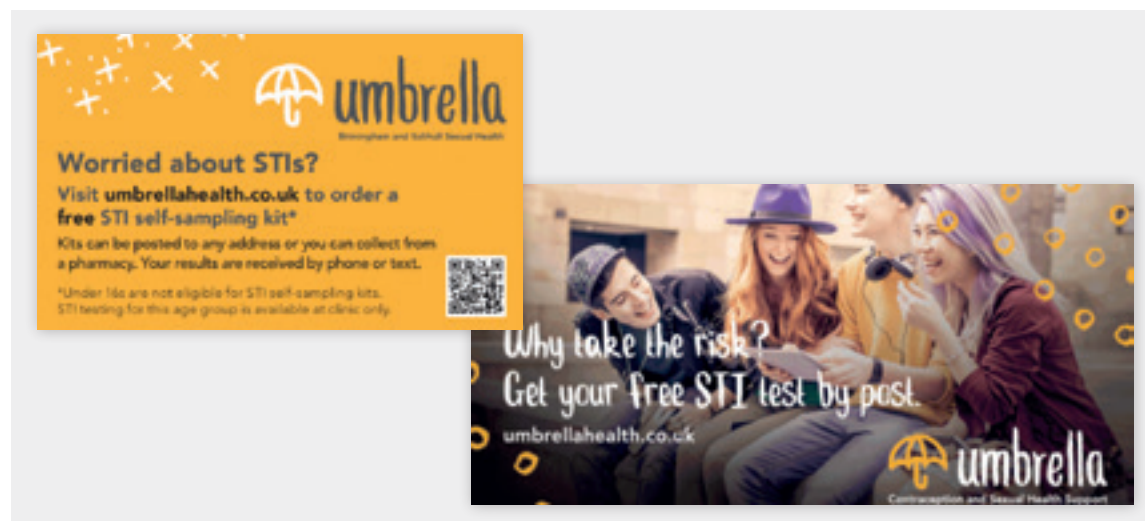 umbrella
Birmingham and Solihull Sexual Health
Worried about STIs?
Visit umbrellahealth.co.uk to order a
free STI self-sampling kit*
Kits can be posted to any address or you can collect from
a pharmacy. Your results are received by phone or text.
*Under 16s are not eligible for STI self-sampling kits.
STI testing for this age group is available at clinic only.
Why take the risk?
Get your free STI test by post.
umbrellahealth.co.uk
umbrella
Contraception and Sexual Health Support